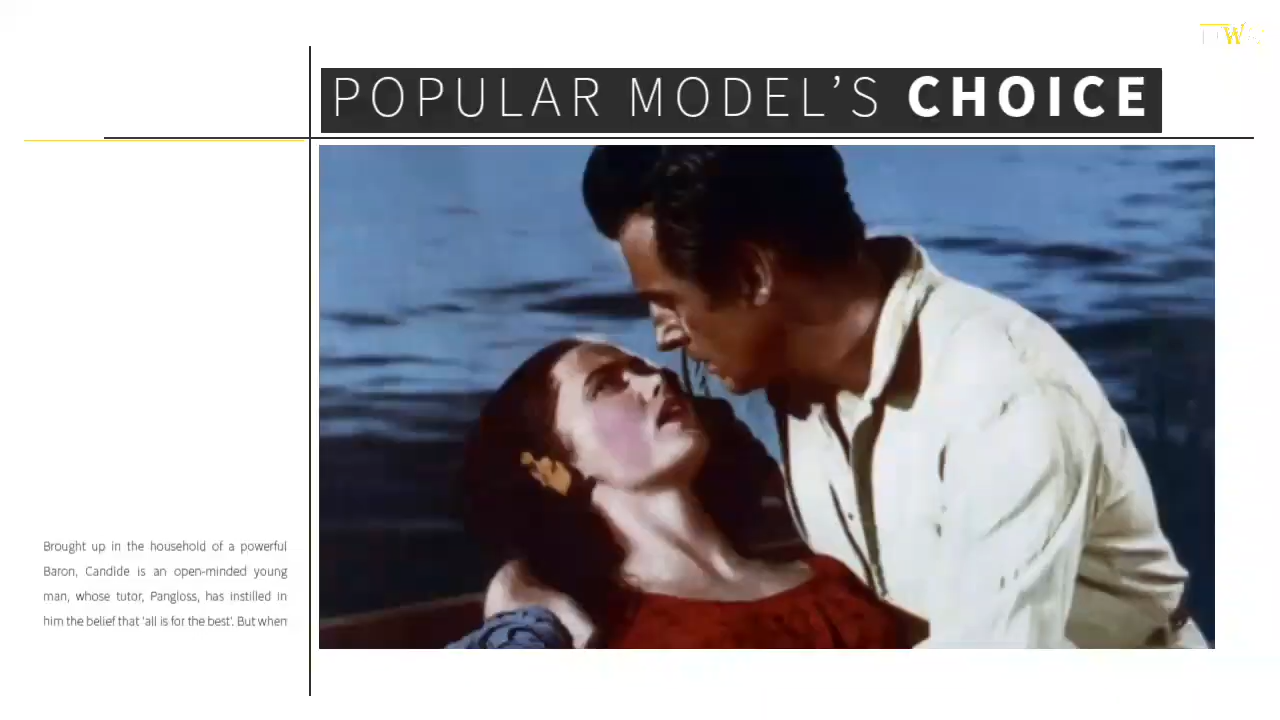 POPULAR MODEL’S CHOICE
Brought up in the household of a powerful
Baron, Candide is an open-minded young
man, whose tutor, Pangloss, has instilled in
him the belief that 'all is for the best'. But when